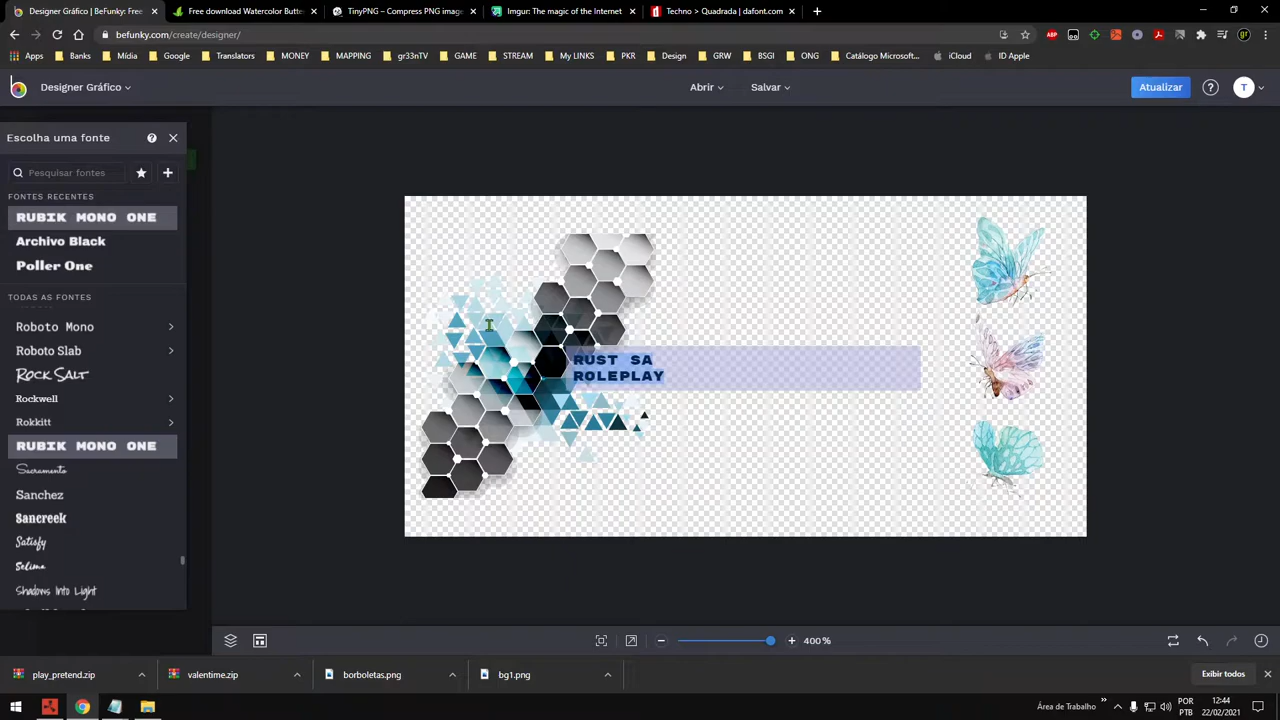 Designer Gráfico | BeFunky: Free
Free download Watercolor Butte
TinyPNG – Compress PNG image
Imgur: The magic of the Internet
Techno > Quadrada | dafont.com
befunky.com/create/designer/
Apps
Banks
Mídia
Google
Translators
MONEY
MAPPING
gr33nTV
GAME
STREAM
My LINKS
PKR
Design
GRW
BSGI
ONG
Catálogo Microsoft...
iCloud
iD Apple
Designer Gráfico
Abrir
Salvar
Atualizar
?
T
Escolha uma fonte
Pesquisar fontes
FONTES RECENTES
RUBIK MONO ONE
Archivo Black
Poller One
TODAS AS FONTES
Roboto Mono
Roboto Slab
Rock Salt
Rockwell
Rokkitt
RUBIK MONO ONE
Sacramento
Sanchez
Sancreek
Satisfy
Selima
Shadows Into Light
RUST SA
ROLEPLAY
400%
play_pretend.zip
valentime.zip
borboletas.png
bg1.png
Exibir todos
Área de Trabalho
POR
PTB
12:44
22/02/2021